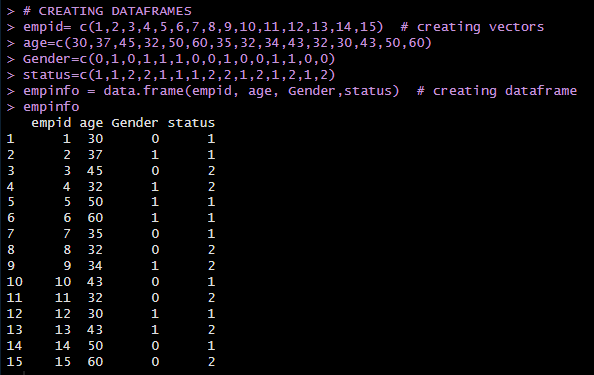 > # CREATING DATAFRAMES
> empid= c(1,2,3,4,5,6,7,8,9,10,11,12,13,14,15)  # creating vectors
> age=c(30,37,45,32,50,60,35,32,34,43,32,30,43,50,60)
> Gender=c(0,1,0,1,1,1,0,0,1,0,0,1,1,0,0)
> status=c(1,1,2,2,1,1,1,2,2,1,2,1,2,1,2)
> empinfo = data.frame(empid, age, Gender,status)  # creating dataframe
> empinfo
   empid age Gender status
1      1  30      0      1
2      2  37      1      1
3      3  45      0      2
4      4  32      1      2
5      5  50      1      1
6      6  60      1      1
7      7  35      0      1
8      8  32      0      2
9      9  34      1      2
10    10  43      0      1
11    11  32      0      2
12    12  30      1      1
13    13  43      1      2
14    14  50      0      1
15    15  60      0      2